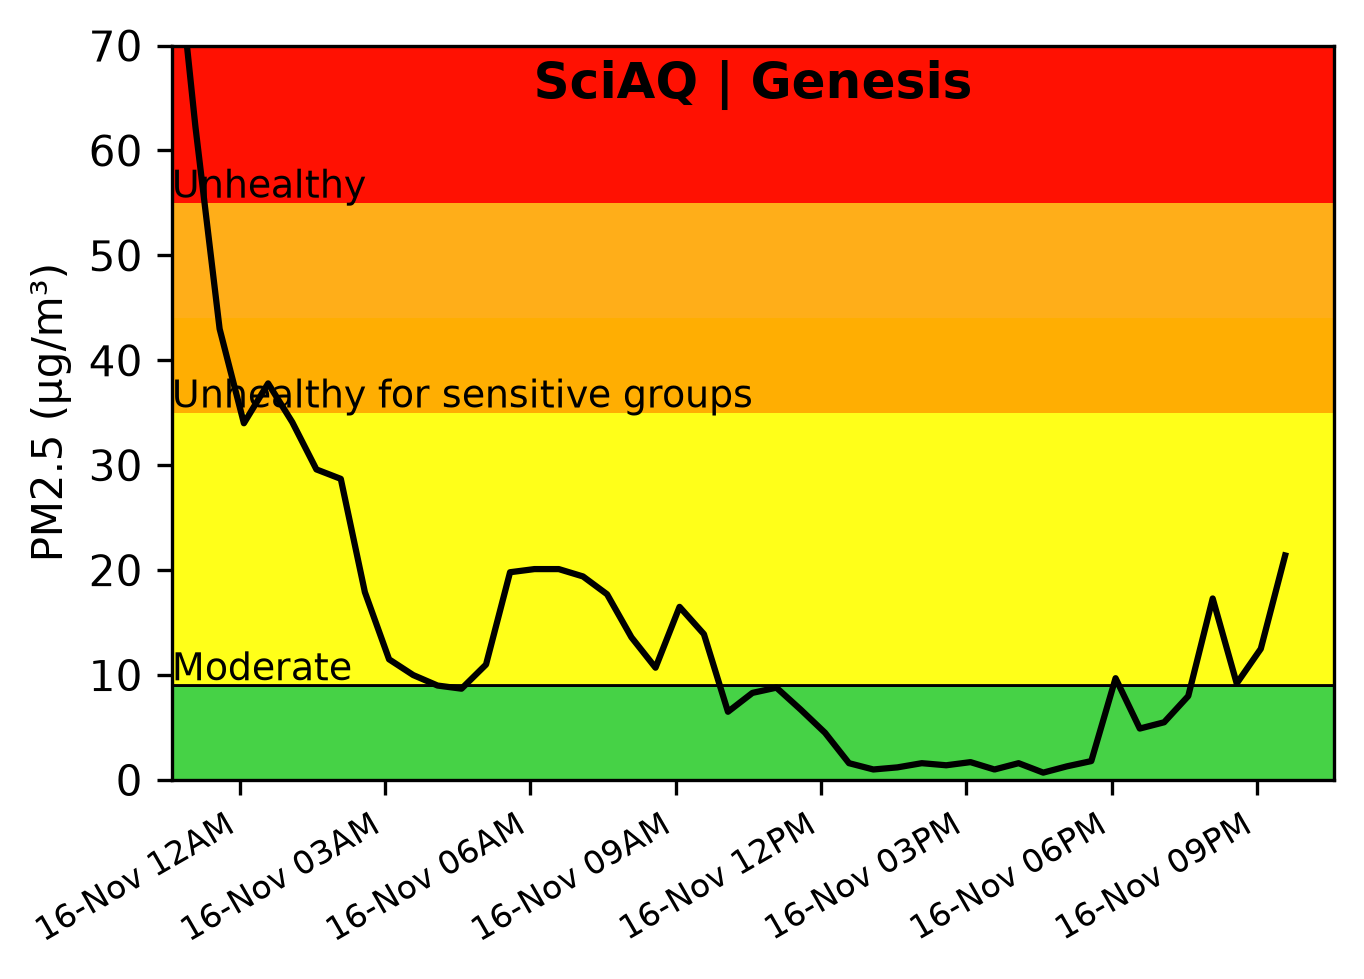 SciAQ | Genesis
PM2.5 (µg/m³)
70
60
50
40
30
20
10
0
Unhealthy
Unhealthy for sensitive groups
Moderate
16-Nov 12AM
16-Nov 03AM
16-Nov 06AM
16-Nov 09AM
16-Nov 12PM
16-Nov 03PM
16-Nov 06PM
16-Nov 09PM